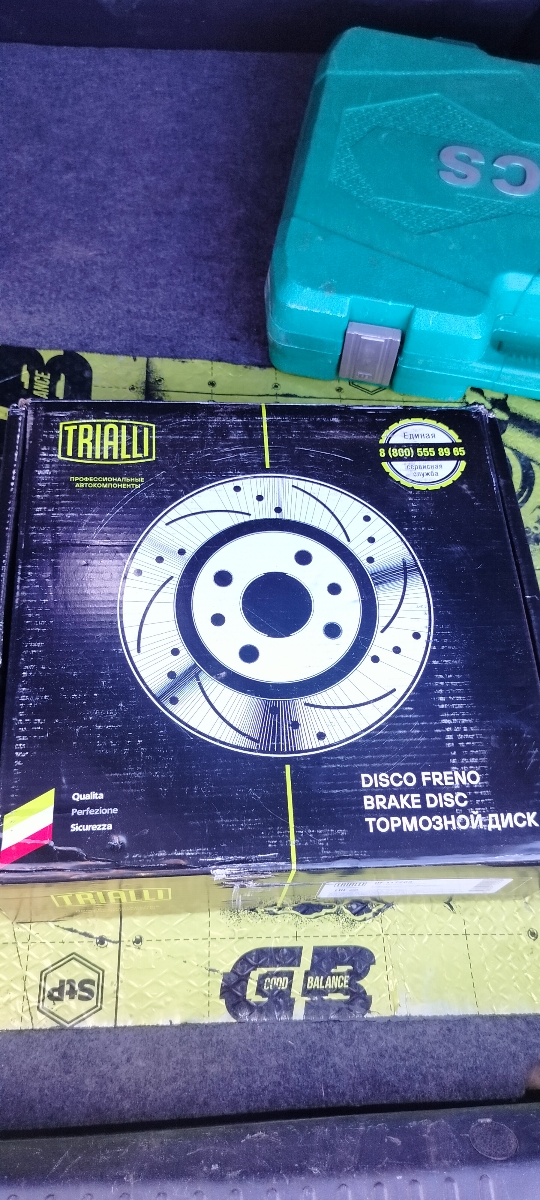 CS
ANCE
TRIALLI
ПРОФЕССИОНАЛЬНЫЕ
АВТОКОМПОНЕНТЫ
Единая
8 (800) 555 89 65
сервисная
служба
Qualita
Perfezione
Sicurezza
DISCO FRENO
BRAKE DISC
ТОРМОЗНОЙ ДИСК
TRIALLI
StP
GB
GOOD BALANCE